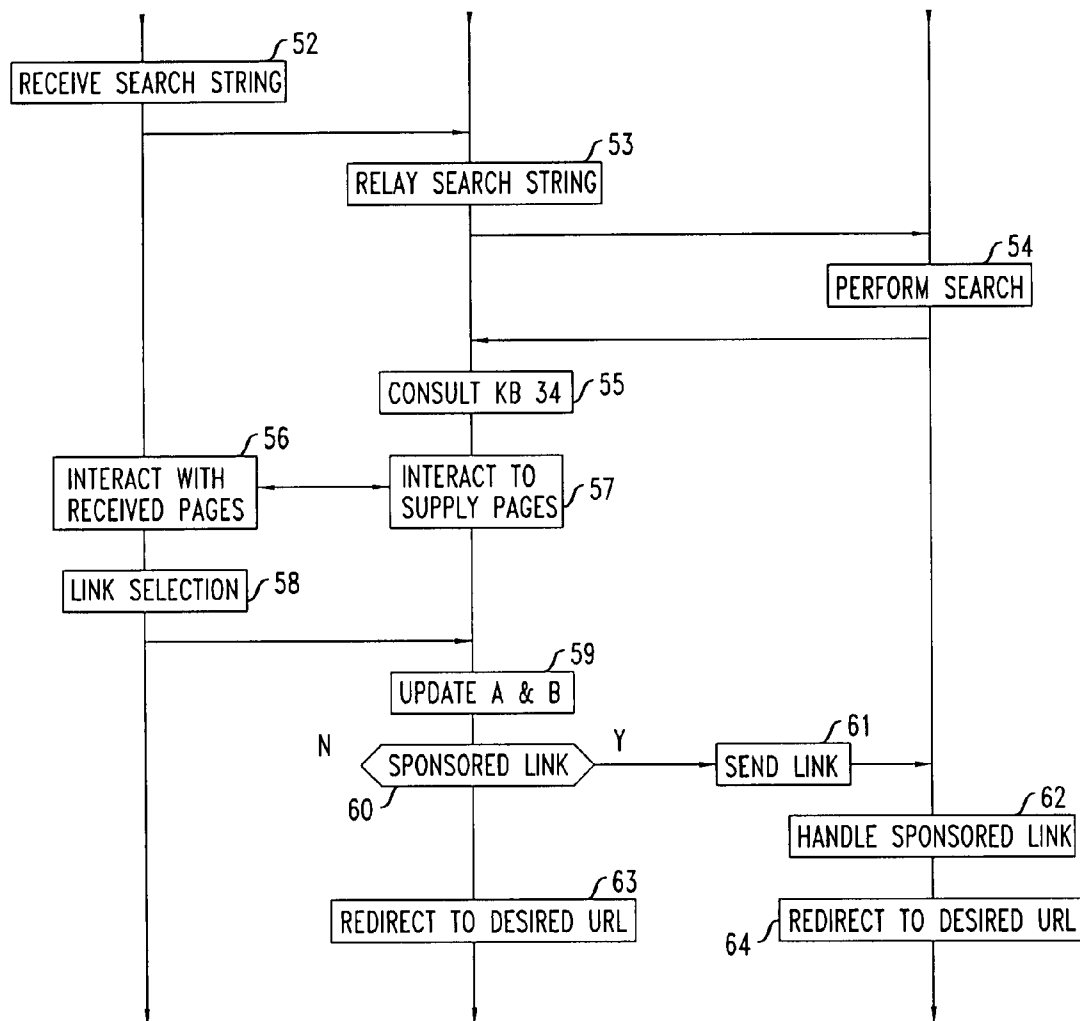 52
RECEIVE SEARCH STRING
53
RELAY SEARCH STRING
54
PERFORM SEARCH
CONSULT KB 34
55
56
INTERACT WITH
RECEIVED PAGES
INTERACT TO
SUPPLY PAGES
57
LINK SELECTION
58
59
UPDATE A & B
N
SPONSORED LINK
Y
60
61
SEND LINK
62
HANDLE SPONSORED LINK
63
REDIRECT TO DESIRED URL
64
REDIRECT TO DESIRED URL